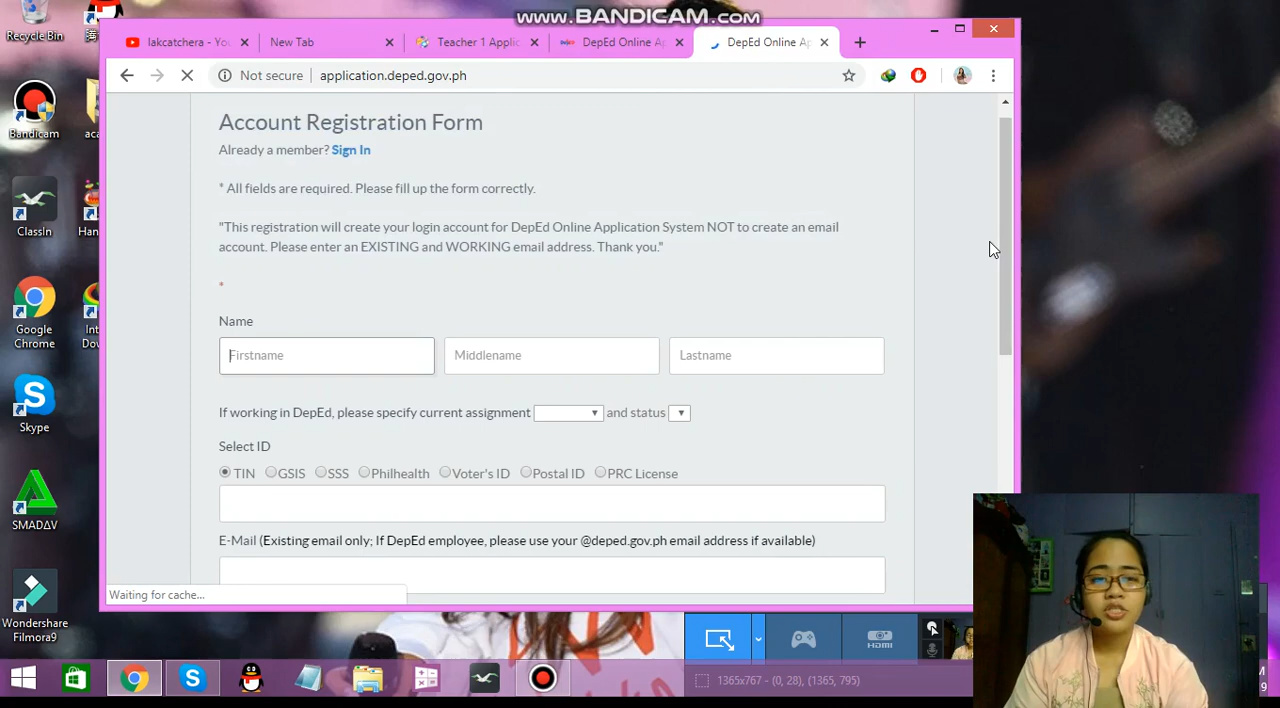 www.BANDICAM.com
Recycle Bin
lakcatchera - Yo
New Tab
Teacher 1 Applic
DepEd Online Ap
DepEd Online Ap
Not secure
application.deped.gov.ph
Bandicam
aca
ClassIn
Han
Google
Chrome
Int
Dov
Skype
SMADΔV
Wondershare
Filmora9
Account Registration Form
Already a member? Sign In
* All fields are required. Please fill up the form correctly.
"This registration will create your login account for DepEd Online Application System NOT to create an email
account. Please enter an EXISTING and WORKING email address. Thank you."
*
Name
Firstname
Middlename
Lastname
If working in DepEd, please specify current assignment
and status
Select ID
TIN GSIS SSS Philhealth Voter's ID Postal ID PRC License
E-Mail (Existing email only; If DepEd employee, please use your @deped.gov.ph email address if available)
Waiting for cache...
HDMI
1365x767 - (0, 28), (1365, 795)